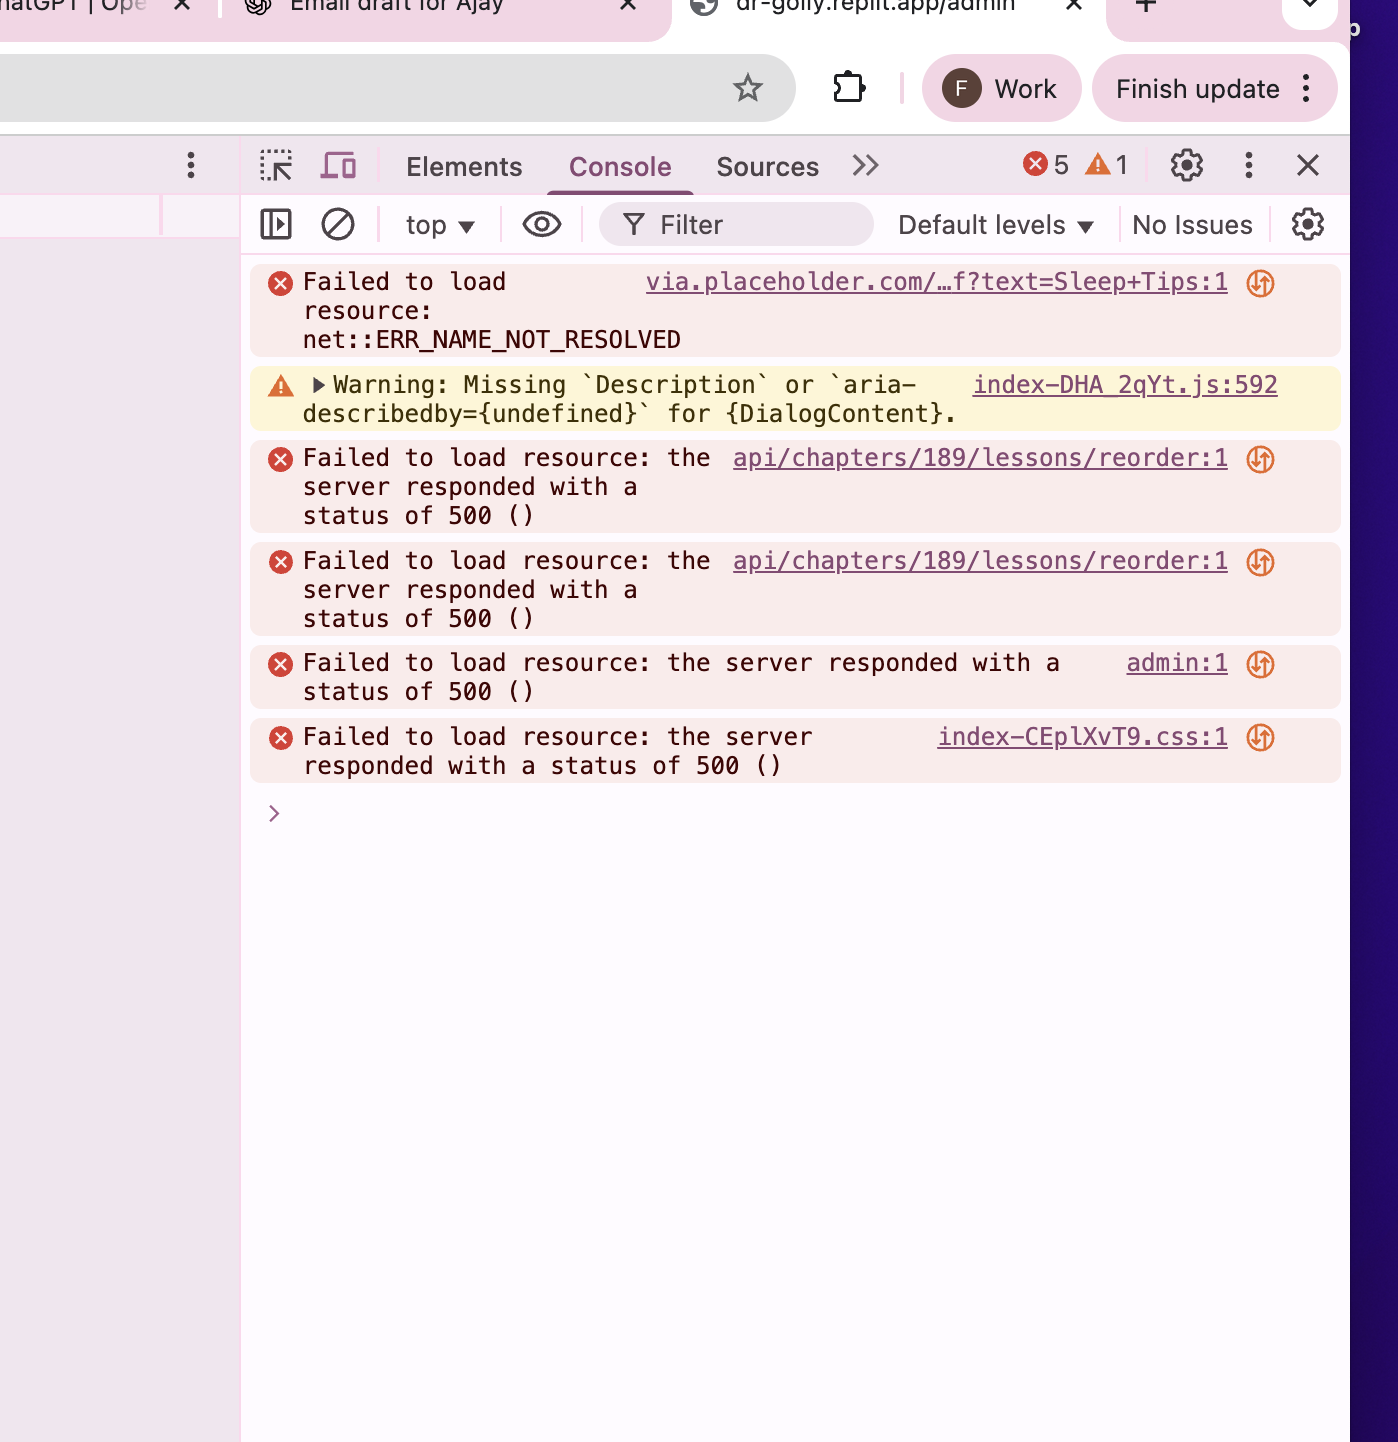 Email draft for Ajay
dr-golly.replit.app/admin
F Work
Finish update
Elements Console Sources 5 1
top Filter Default levels No Issues
Failed to load via.placeholder.com/…f?text=Sleep+Tips:1
resource:
net::ERR_NAME_NOT_RESOLVED
Warning: Missing `Description` or `aria- index-DHA_2qYt.js:592
describedby={undefined}` for {DialogContent}.
Failed to load resource: the api/chapters/189/lessons/reorder:1
server responded with a
status of 500 ()
Failed to load resource: the api/chapters/189/lessons/reorder:1
server responded with a
status of 500 ()
Failed to load resource: the server responded with a admin:1
status of 500 ()
Failed to load resource: the server index-CEplXvT9.css:1
responded with a status of 500 ()